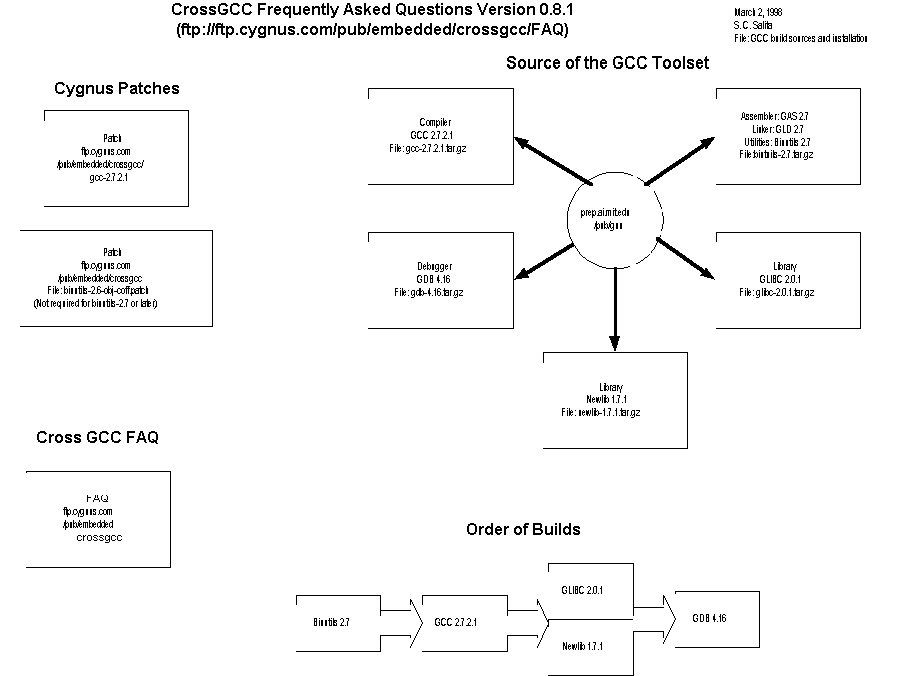 CrossGCC Frequently Asked Questions Version 0.8.1
(ftp://ftp.cygnus.com/pub/embedded/crossgcc/FAQ)
March 2, 1998
S.C. Salita
File: GCC build sources and installation
Cygnus Patches
Patch
ftp.cygnus.com
/pub/embedded/crossgcc/
gcc-2.7.2.1
Patch
ftp.cygnus.com
/pub/embedded/crossgcc
File: binutils-2.6-obj-coff.patch
(Not required for binutils-2.7 or later)
Cross GCC FAQ
FAQ
ftp.cygnus.com
/pub/embedded
crossgcc
Source of the GCC Toolset
Compiler
GCC 2.7.2.1
File: gcc-2.7.2.1.tar.gz
Assembler: GAS 2.7
Linker: GLD 2.7
Utilities: Binutils 2.7
File:bintuils-2.7.tar.gz
prep.ai.mit.edu
/pub/gnu
Debugger
GDB 4.16
File: gdb-4.16.tar.gz
Library
GLIBC 2.0.1
File: glibc-2.0.1.tar.gz
Library
Newlib 1.7.1
File: newlib-1.7.1.tar.gz
Order of Builds
Binutils 2.7
GCC 2.7.2.1
GLIBC 2.0.1
Newlib 1.7.1
GDB 4.16